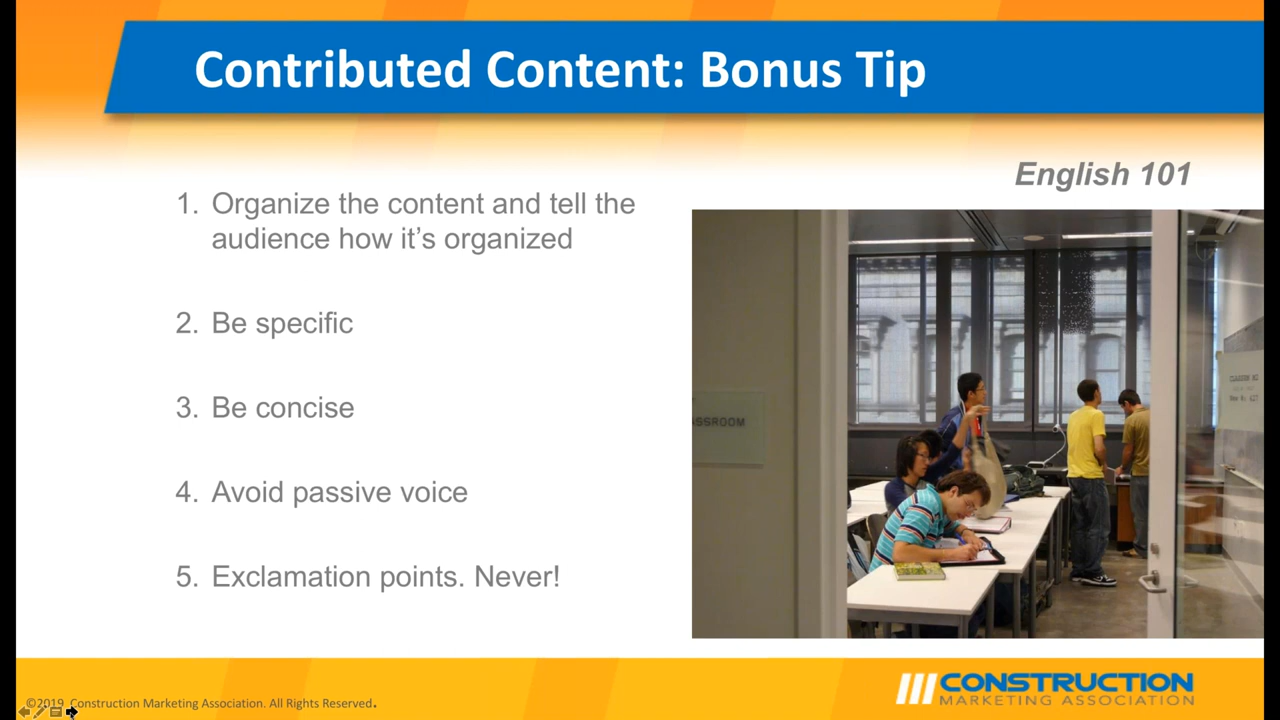 Contributed Content: Bonus Tip
English 101
1. Organize the content and tell the
audience how it’s organized
2. Be specific
3. Be concise
4. Avoid passive voice
5. Exclamation points. Never!
SSROOM
©2019 Construction Marketing Association. All Rights Reserved.
CONSTRUCTION
MARKETING ASSOCIATION